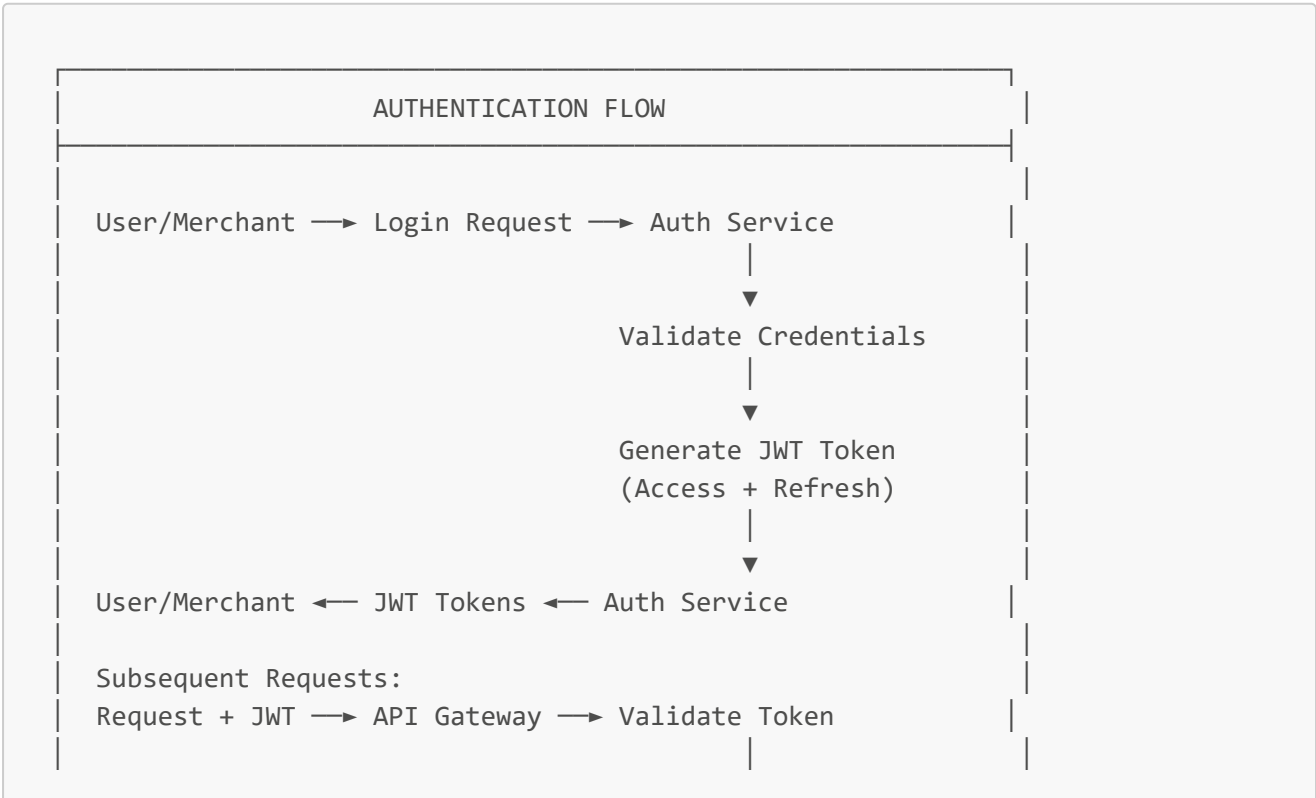 AUTHENTICATION FLOW
User/Merchant ──► Login Request ──► Auth Service
Validate Credentials
Generate JWT Token
(Access + Refresh)
User/Merchant ◄── JWT Tokens ◄── Auth Service
Subsequent Requests:
Request + JWT ──► API Gateway ──► Validate Token